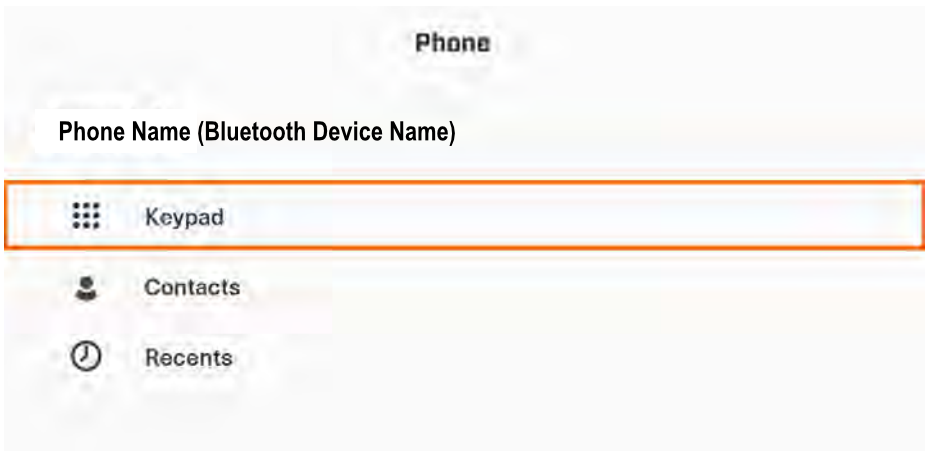 Phone
Phone Name (Bluetooth Device Name)
Keypad
Contacts
Recents